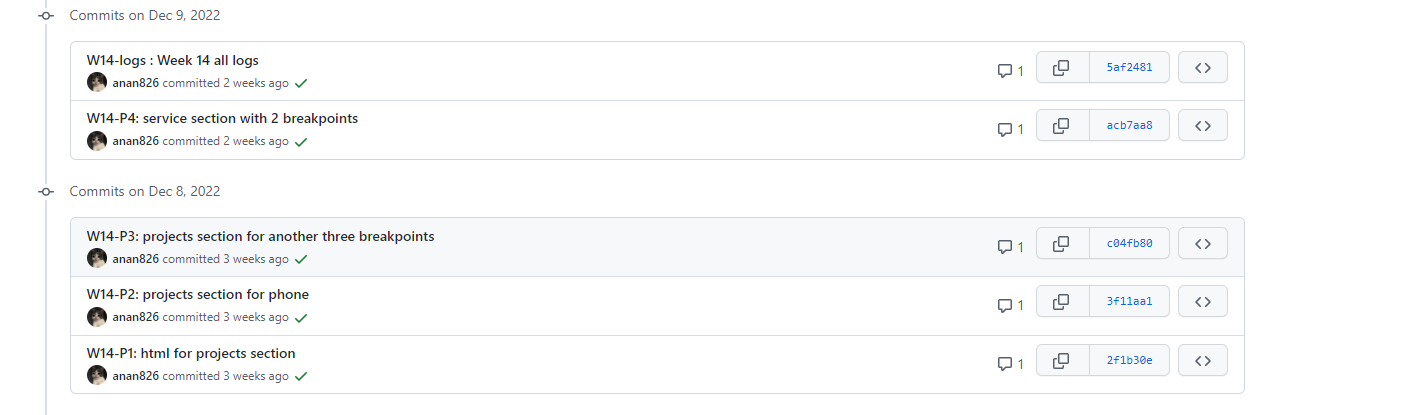 Commits on Dec 9, 2022
W14-logs : Week 14 all logs
1
5af2481
anan826 committed 2 weeks ago
W14-P4: service section with 2 breakpoints
1
acb7aa8
anan826 committed 2 weeks ago
Commits on Dec 8, 2022
W14-P3: projects section for another three breakpoints
1
c04fb80
anan826 committed 3 weeks ago
W14-P2: projects section for phone
1
3f11aa1
anan826 committed 3 weeks ago
W14-P1: html for projects section
1
2f1b30e
anan826 committed 3 weeks ago